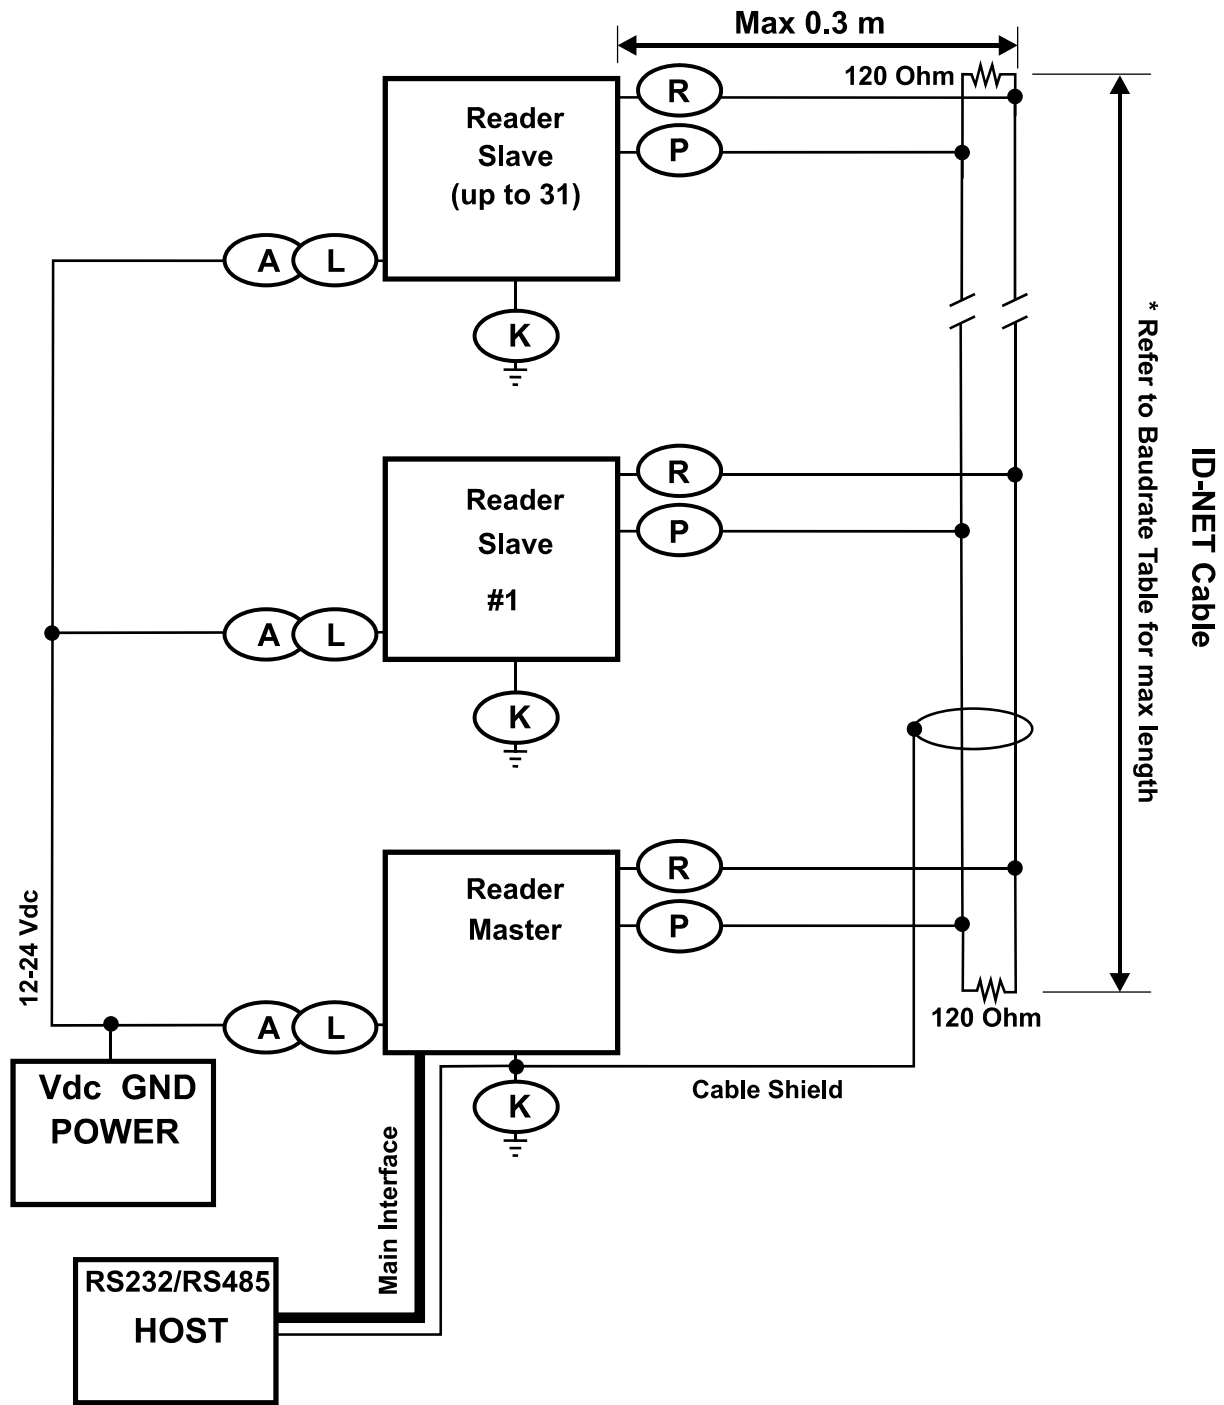 Max 0.3 m
120 Ohm
R
Reader
Slave
(up to 31)
P
A
L
K
* Refer to Baudrate Table for max length
ID-NET Cable
R
Reader
Slave
#1
P
A
L
K
R
Reader
Master
P
12-24 Vdc
A
L
120 Ohm
Vdc GND
POWER
K
Cable Shield
Main Interface
RS232/RS485
HOST